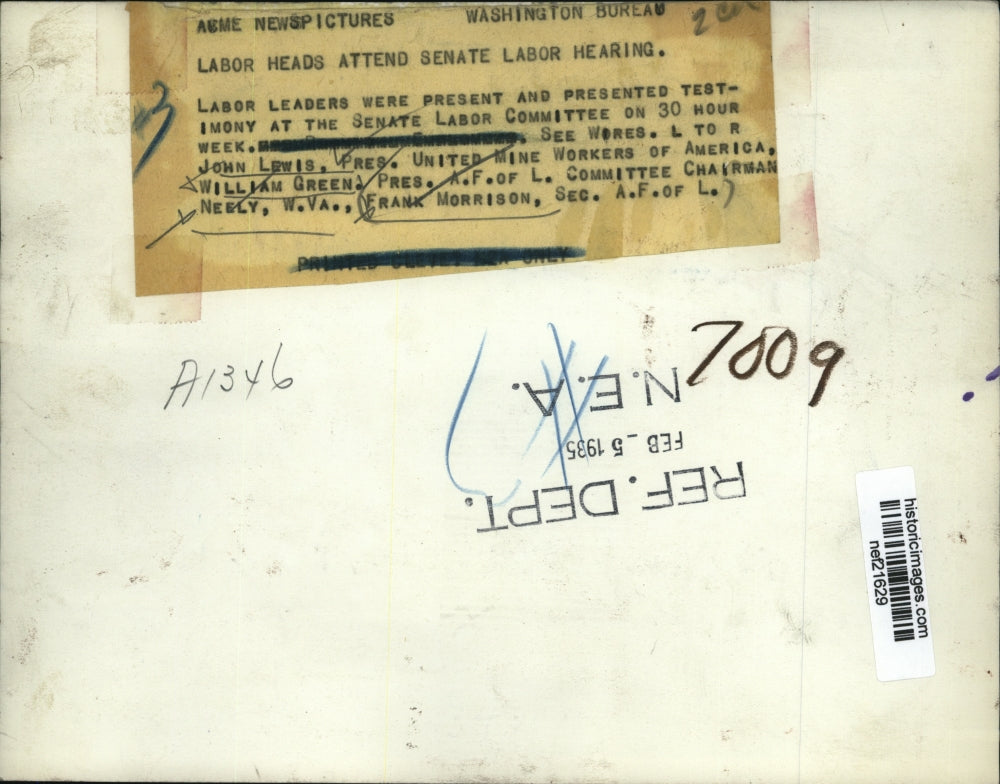 ACME NEWSPICTURES WASHINGTON BUREAU
LABOR HEADS ATTEND SENATE LABOR HEARING.
LABOR LEADERS WERE PRESENT AND PRESENTED TEST-
IMONY AT THE SENATE LABOR COMMITTEE ON 30 HOUR
WEEK. SEE WIRES. L TO R
JOHN LEWIS, PRES. UNITED MINE WORKERS OF AMERICA,
WILLIAM GREEN. PRES. A.F.OF L. COMMITTEE CHAIRMAN
NEELY, W.VA., (FRANK MORRISON, SEC. A.F.OF L.)
7009
A1346
N.E.A.
FEB _ 5 1935
REF. DEPT.
historicimages.com
nef21629